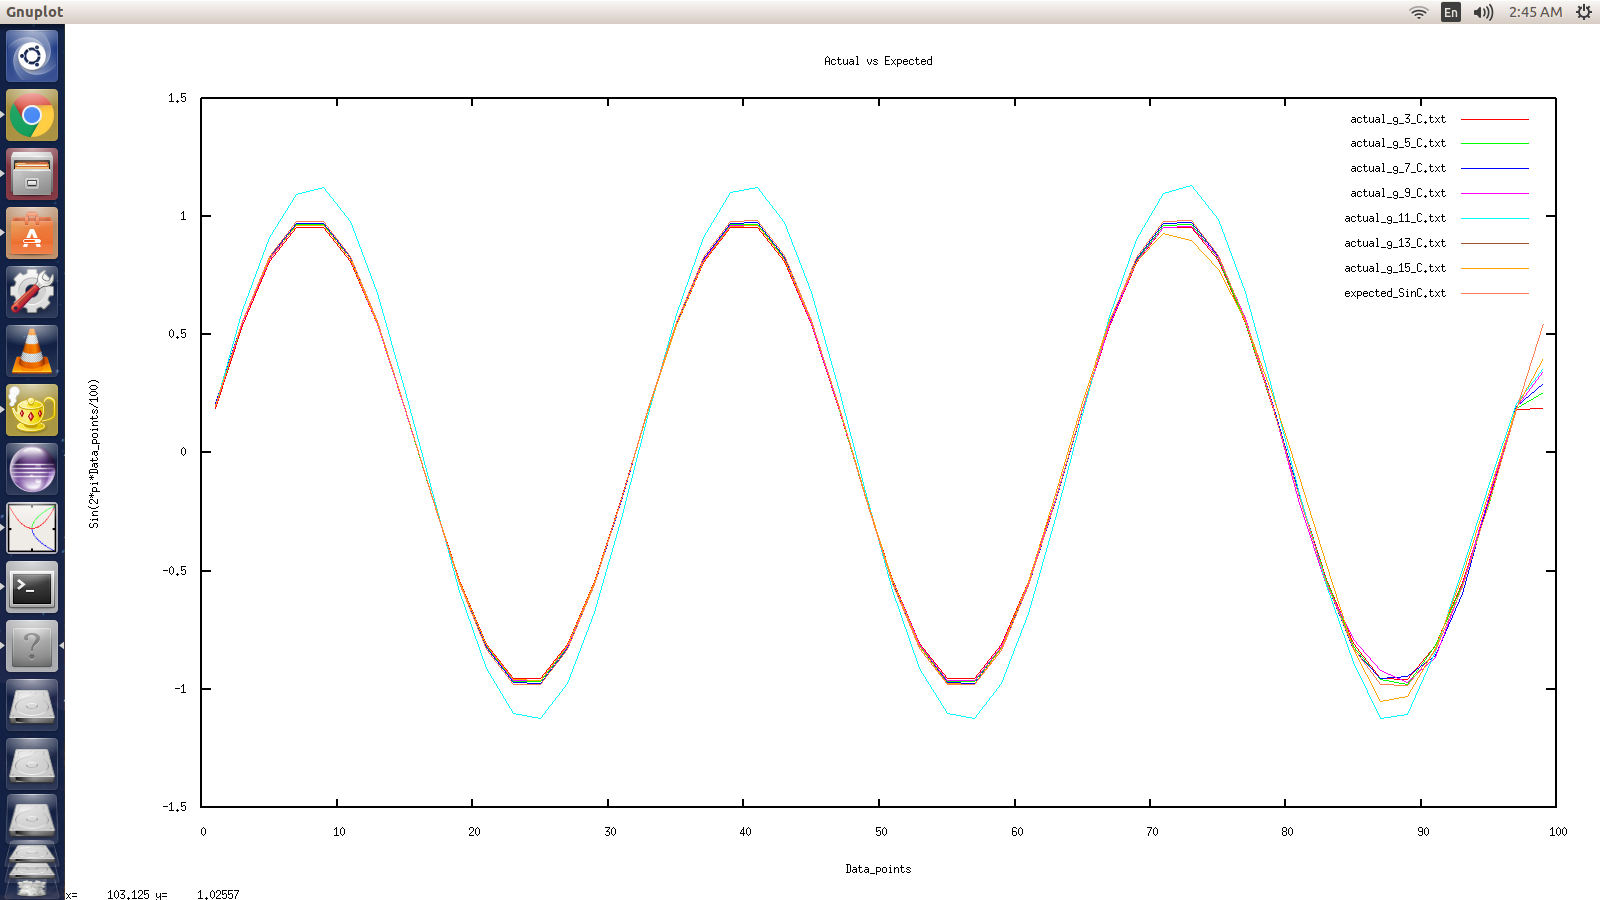 Gnuplot
En
2:45 AM
Actual vs Expected
1.5
1
0.5
0
-0.5
-1
-1.5
Sin(2*pi*Data_points/100)
actual_g_3_C.txt
actual_g_5_C.txt
actual_g_7_C.txt
actual_g_9_C.txt
actual_g_11_C.txt
actual_g_13_C.txt
actual_g_15_C.txt
expected_SinC.txt
0 10 20 30 40 50 60 70 80 90 100
Data_points
x= 103.125 y= 1.02557